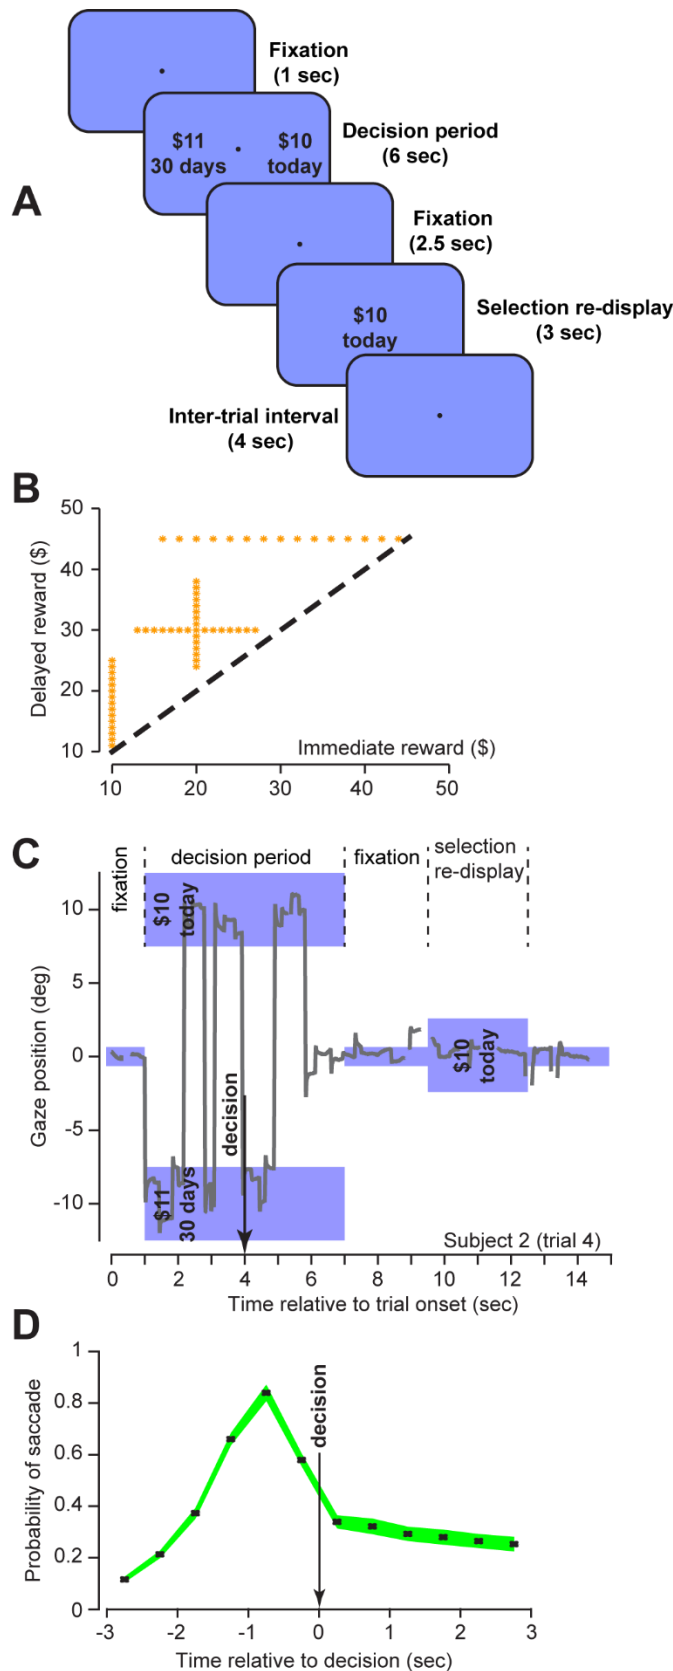 A
Fixation
(1 sec)
$11
30 days
$10
today
Decision period
(6 sec)
Fixation
(2.5 sec)
$10
today
Selection re-display
(3 sec)
Inter-trial interval
(4 sec)
B
Delayed reward ($)
50
40
30
20
10
Immediate reward ($)
10 20 30 40 50
C
fixation
decision period
fixation
selection
re-display
Gaze position (deg)
10
5
0
-5
-10
$10
today
$11
30 days
decision
$10
today
Subject 2 (trial 4)
0 2 4 6 8 10 12 14
Time relative to trial onset (sec)
D
Probability of saccade
1
0.8
0.6
0.4
0.2
0
decision
-3 -2 -1 0 1 2 3
Time relative to decision (sec)